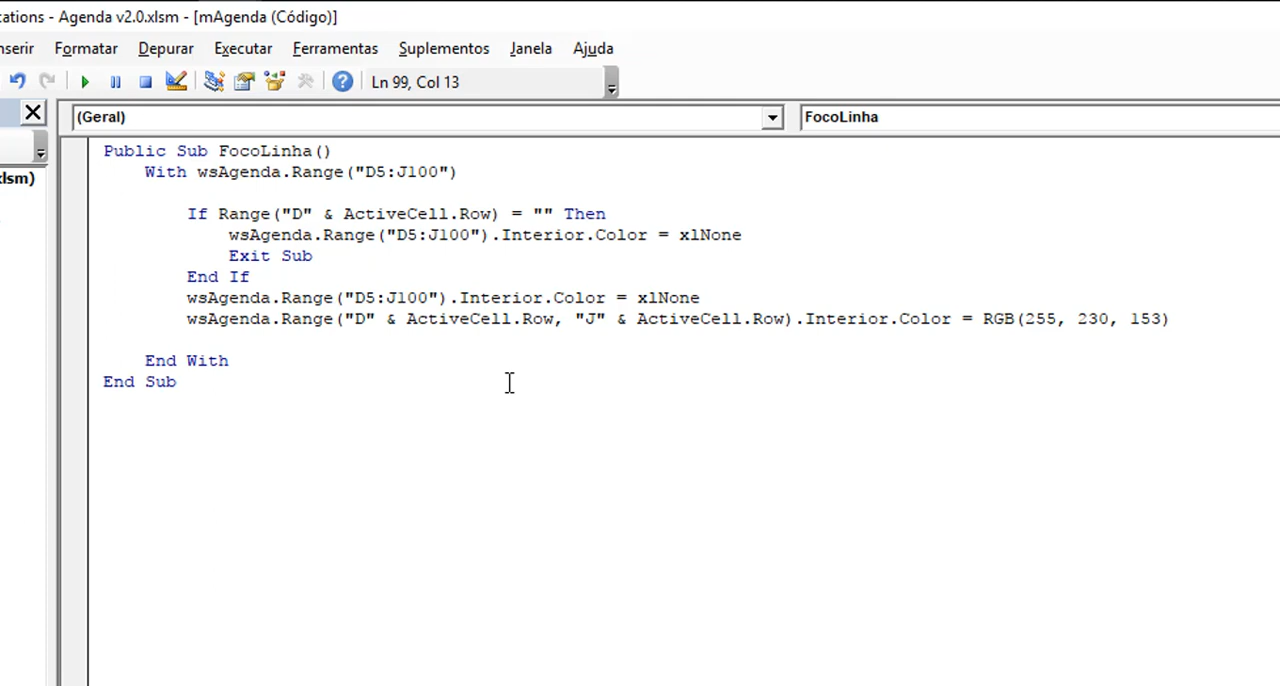 cations - Agenda v2.0.xlsm - [mAgenda (Código)]
nserir Formatar Depurar Executar Ferramentas Suplementos Janela Ajuda
Ln 99, Col 13
(Geral) FocoLinha
xlsm)
Public Sub FocoLinha()
With wsAgenda.Range("D5:J100")
If Range("D" & ActiveCell.Row) = "" Then
wsAgenda.Range("D5:J100").Interior.Color = xlNone
Exit Sub
End If
wsAgenda.Range("D5:J100").Interior.Color = xlNone
wsAgenda.Range("D" & ActiveCell.Row, "J" & ActiveCell.Row).Interior.Color = RGB(255, 230, 153)
End With
End Sub